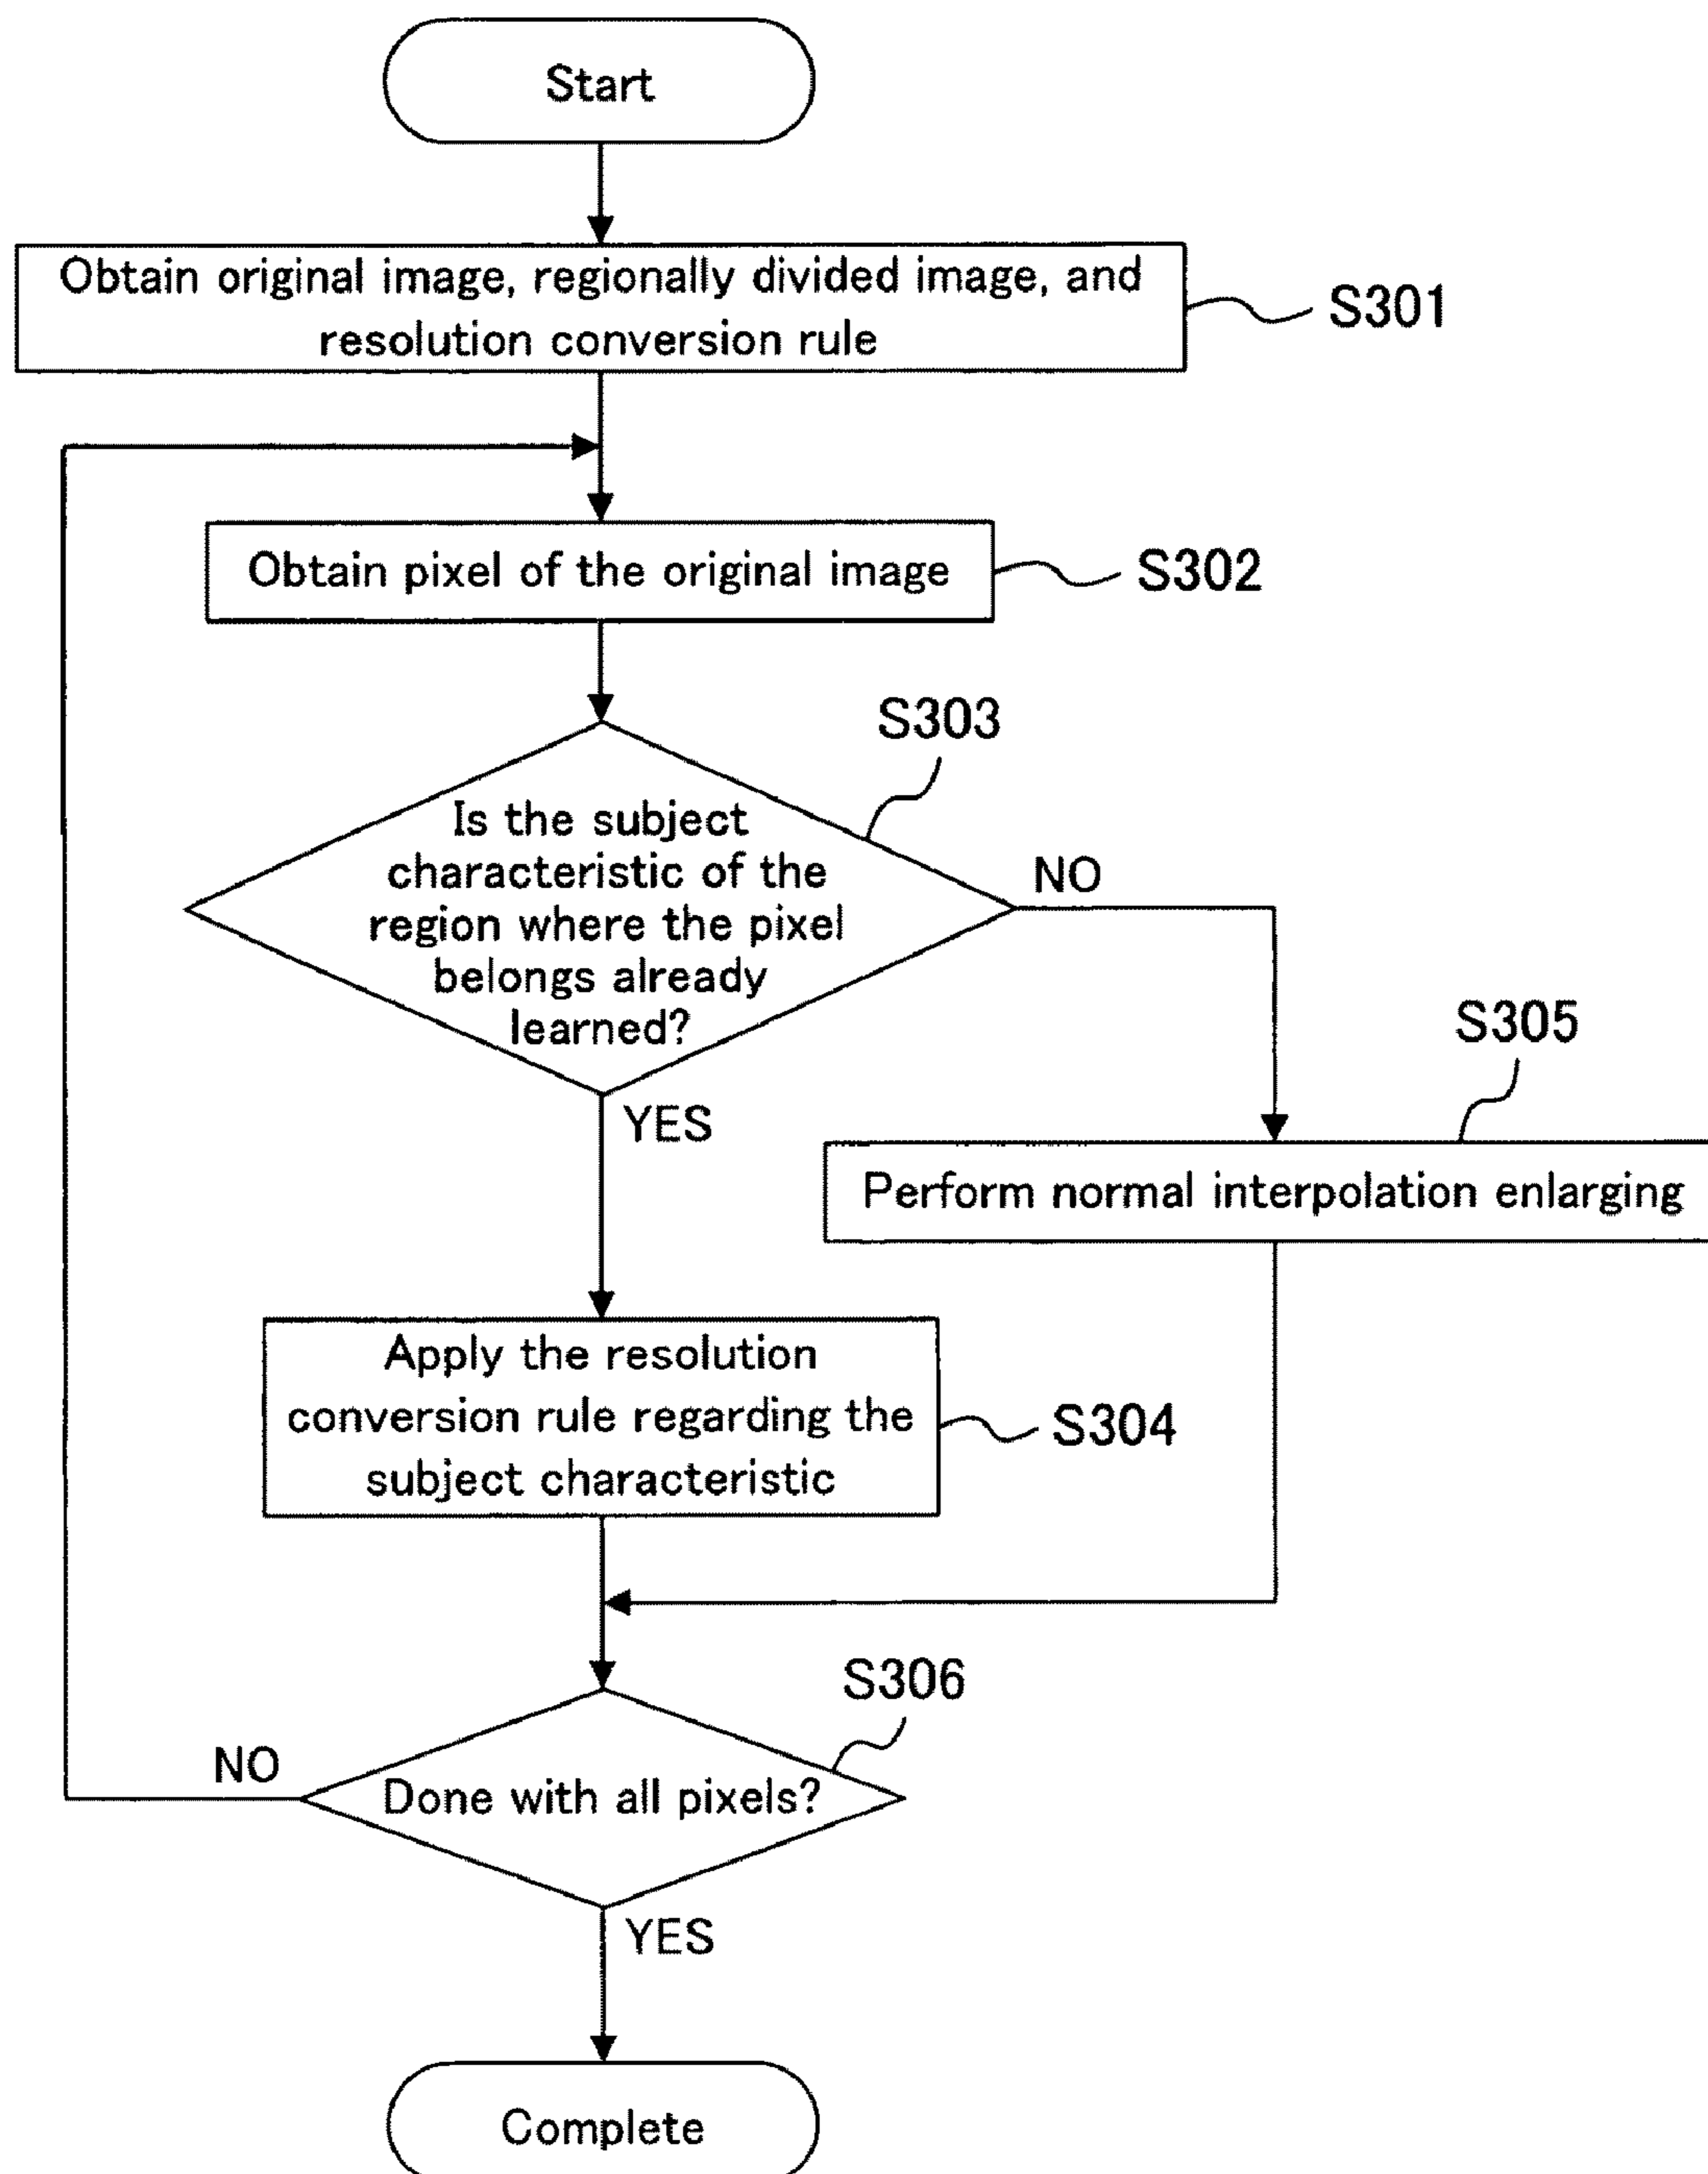 Start
Obtain original image, regionally divided image, and
resolution conversion rule
S301
Obtain pixel of the original image
S302
S303
Is the subject
characteristic of the
region where the pixel
belongs already
learned?
NO
YES
S305
Perform normal interpolation enlarging
Apply the resolution
conversion rule regarding the
subject characteristic
S304
S306
NO
Done with all pixels?
YES
Complete